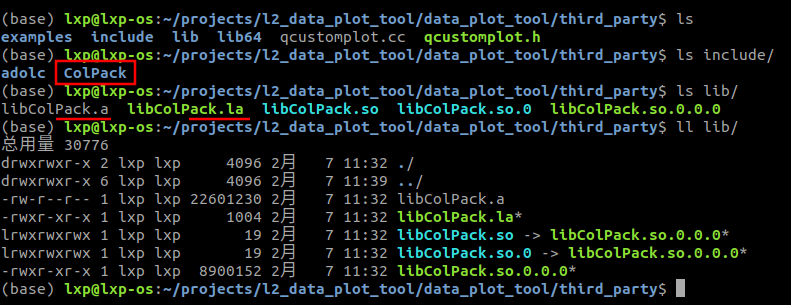 (base) lxp@lxp-os:~/projects/l2_data_plot_tool/data_plot_tool/third_party$ ls
examples include lib lib64 qcustomplot.cc qcustomplot.h
(base) lxp@lxp-os:~/projects/l2_data_plot_tool/data_plot_tool/third_party$ ls include/
adolc ColPack
(base) lxp@lxp-os:~/projects/l2_data_plot_tool/data_plot_tool/third_party$ ls lib/
libColPack.a libColPack.la libColPack.so libColPack.so.0 libColPack.so.0.0.0
(base) lxp@lxp-os:~/projects/l2_data_plot_tool/data_plot_tool/third_party$ ll lib/
总用量 30776
drwxrwxr-x 2 lxp lxp 4096 2月 7 11:32 ./
drwxrwxr-x 6 lxp lxp 4096 2月 7 11:39 ../
-rw-r--r-- 1 lxp lxp 22601230 2月 7 11:32 libColPack.a
-rwxr-xr-x 1 lxp lxp 1004 2月 7 11:32 libColPack.la*
lrwxrwxrwx 1 lxp lxp 19 2月 7 11:32 libColPack.so -> libColPack.so.0.0.0*
lrwxrwxrwx 1 lxp lxp 19 2月 7 11:32 libColPack.so.0 -> libColPack.so.0.0.0*
-rwxr-xr-x 1 lxp lxp 8900152 2月 7 11:32 libColPack.so.0.0.0*
(base) lxp@lxp-os:~/projects/l2_data_plot_tool/data_plot_tool/third_party$